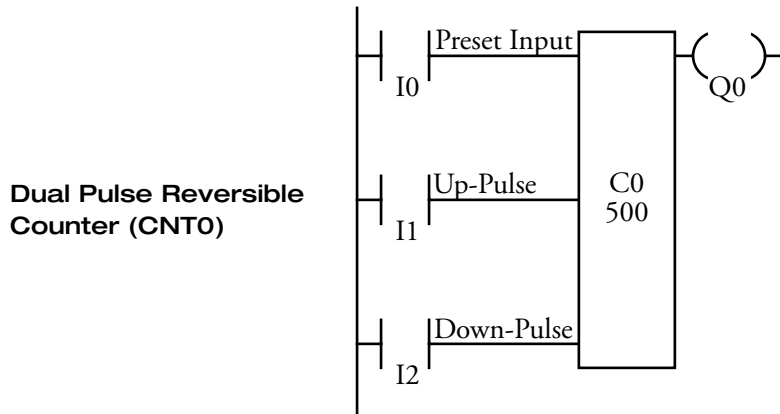 Dual Pulse Reversible
Counter (CNT0)
Preset Input
I0
Up-Pulse
I1
Down-Pulse
I2
C0
500
Q0